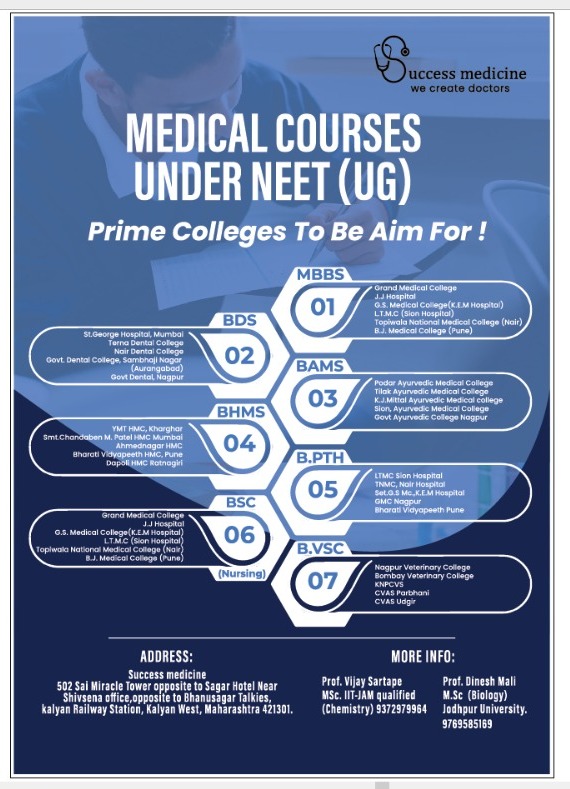 Success medicine
we create doctors
MEDICAL COURSES
UNDER NEET (UG)
Prime Colleges To Be Aim For !
MBBS
01
Grand Medical College
J.J Hospital
G.S. Medical College(K.E.M Hospital)
L.T.M.C (Sion Hospital)
Topiwala National Medical College (Nair)
B.J. Medical College (Pune)
BDS
02
St.George Hospital, Mumbai
Terna Dental College
Nair Dental College
Govt. Dental College, Sambhaji Nagar
(Aurangabad)
Govt Dental, Nagpur
BAMS
03
Podar Ayurvedic Medical College
Tilak Ayurvedic Medical College
K.J.Mittal Ayurvedic Medical college
Sion, Ayurvedic Medical College
Govt Ayurvedic College Nagpur
BHMS
04
YMT HMC, Kharghar
Smt.Chandaben M. Patel HMC Mumbai
Ahmednagar HMC
Bharati Vidyapeeth HMC, Pune
Dapoli HMC Ratnagiri
B.PTH
05
LTMC Sion Hospital
TNMC, Nair Hospital
Set.G.S Mc,K.E.M Hospital
GMC Nagpur
Bharati Vidyapeeth Pune
BSC
06
(Nursing)
Grand Medical College
J.J Hospital
G.S. Medical College(K.E.M Hospital)
L.T.M.C (Sion Hospital)
Topiwala National Medical College (Nair)
B.J. Medical College (Pune)
B.VSC
07
Nagpur Veterinary College
Bombay Veterinary College
KNPCVS
CVAS Parbhani
CVAS Udgir
ADDRESS:
Success medicine
502 Sai Miracle Tower opposite to Sagar Hotel Near
Shivsena office,opposite to Bhanusagar Talkies,
kalyan Railway Station, Kalyan West, Maharashtra 421301.
MORE INFO:
Prof. Vijay Sartape
MSc. IIT-JAM qualified
(Chemistry) 9372979964
Prof. Dinesh Mali
M.Sc (Biology)
Jodhpur University.
9769585169